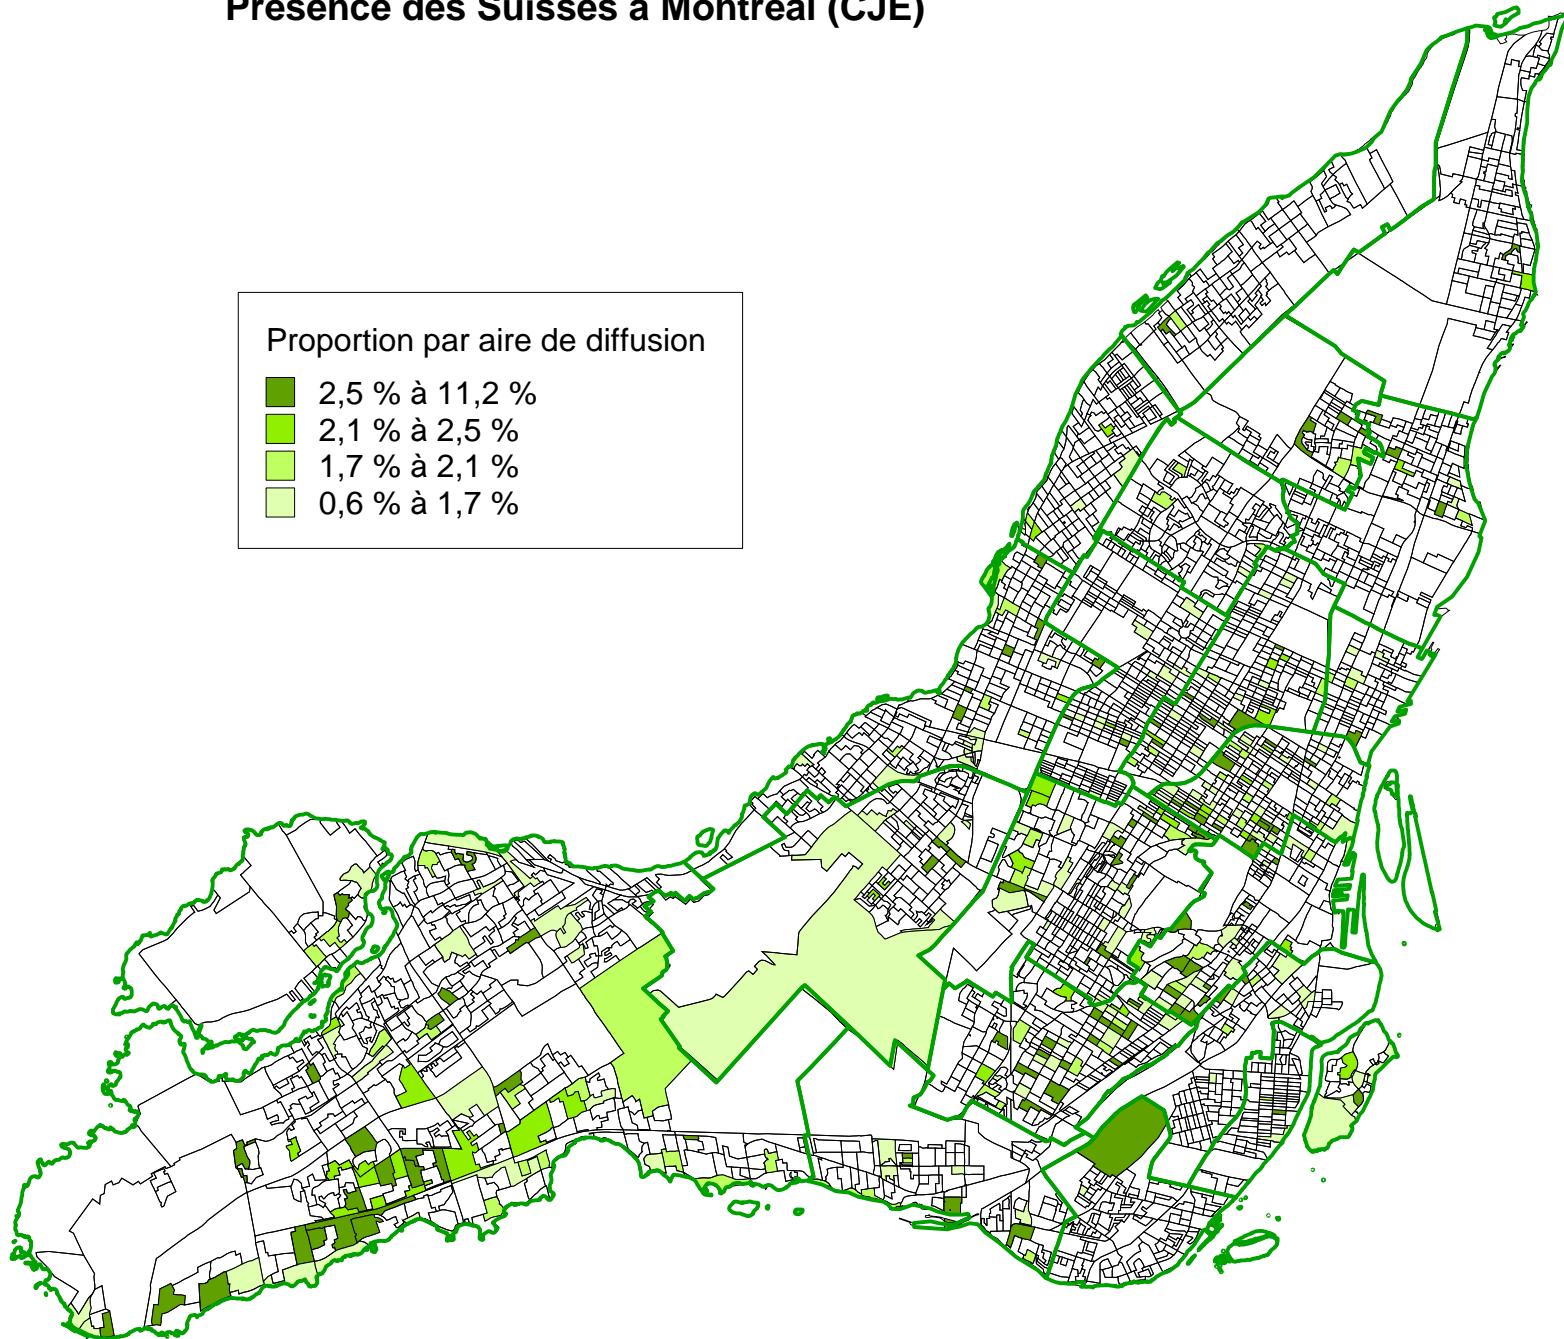 Présence des Suisses à Montréal (CJE)
Proportion par aire de diffusion
2,5 % à 11,2 %
2,1 % à 2,5 %
1,7 % à 2,1 %
0,6 % à 1,7 %